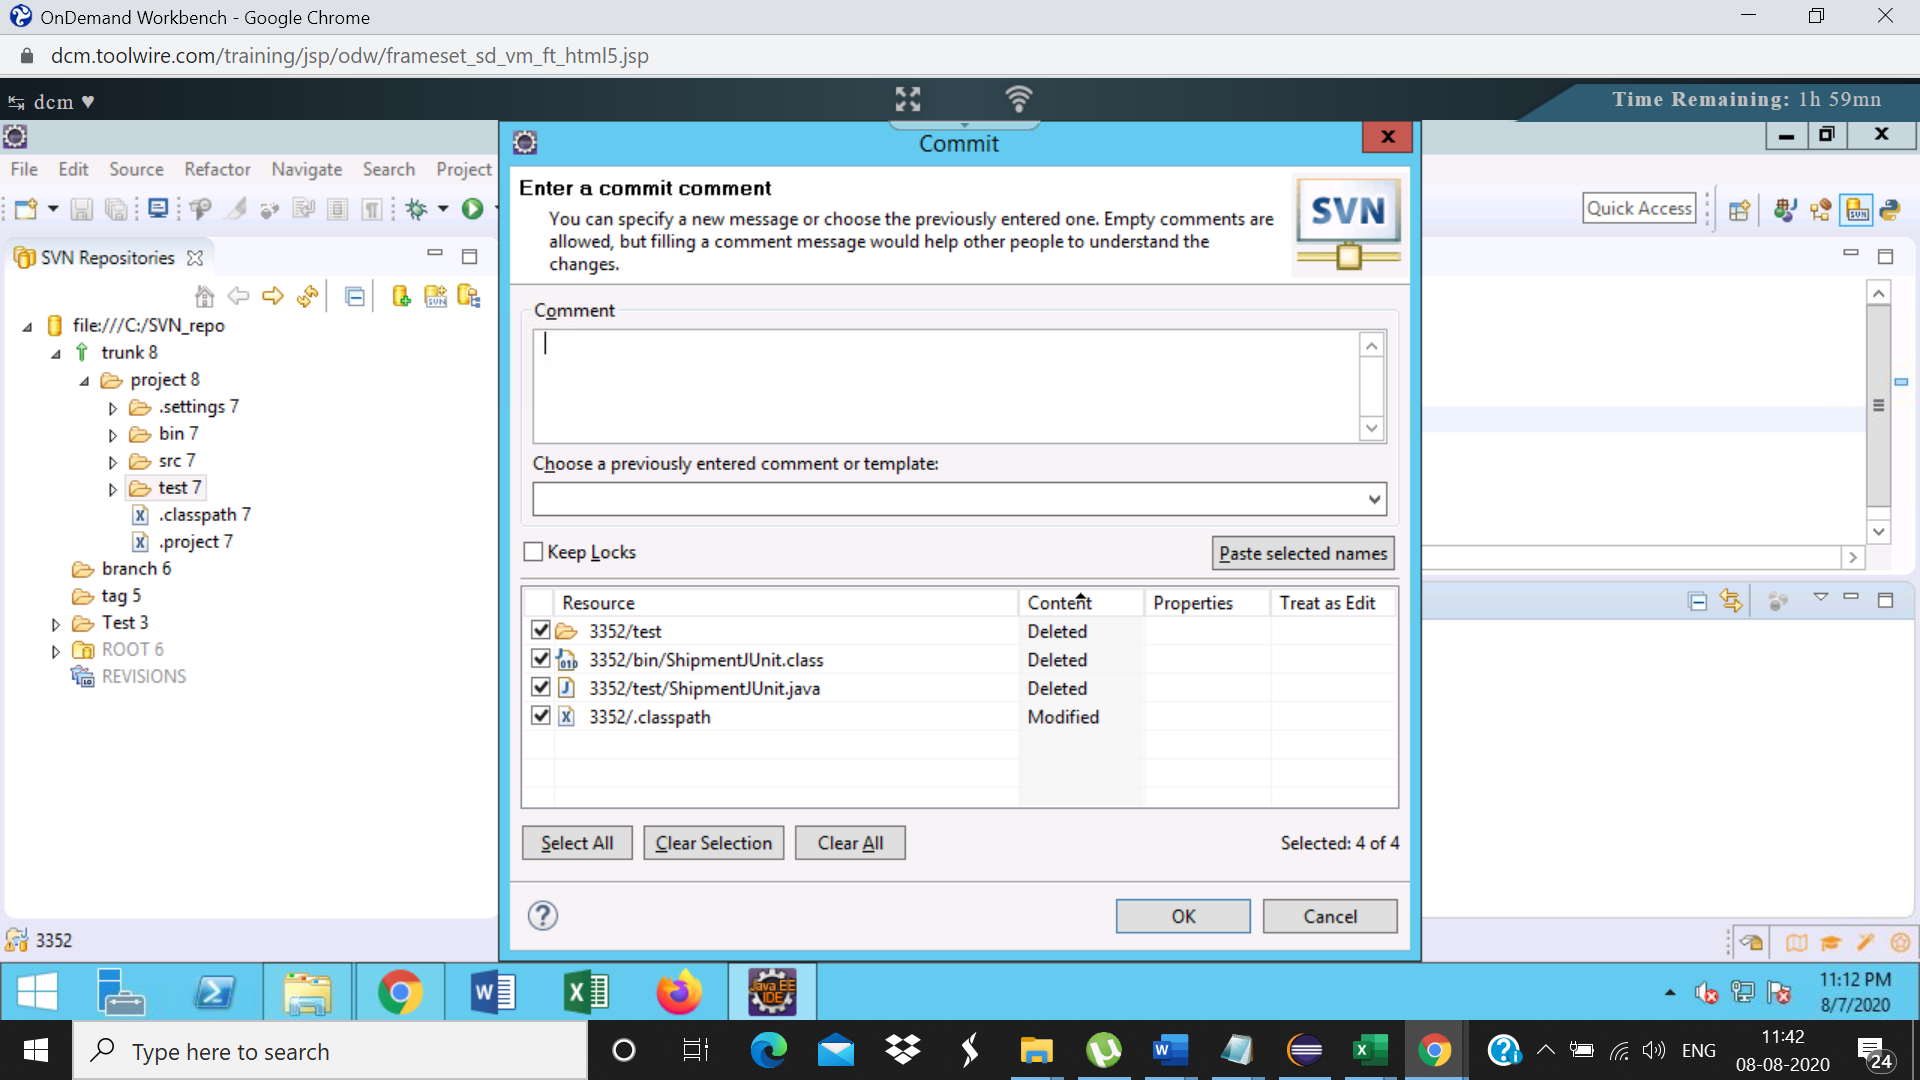 OnDemand Workbench - Google Chrome
dcm.toolwire.com/training/jsp/odw/frameset_sd_vm_ft_html5.jsp
dcm ♥
Time Remaining: 1h 59mn
Commit
File Edit Source Refactor Navigate Search Project
Enter a commit comment
You can specify a new message or choose the previously entered one. Empty comments are
allowed, but filling a comment message would help other people to understand the
changes.
SVN
Quick Access
SVN
SVN Repositories
SVN
file:///C:/SVN_repo
trunk 8
project 8
.settings 7
bin 7
src 7
test 7
.classpath 7
.project 7
branch 6
tag 5
Test 3
ROOT 6
REVISIONS
Comment
Choose a previously entered comment or template:
Keep Locks
Paste selected names
Resource Content Properties Treat as Edit
3352/test Deleted
3352/bin/ShipmentJUnit.class Deleted
3352/test/ShipmentJUnit.java Deleted
3352/.classpath Modified
Select All Clear Selection Clear All Selected: 4 of 4
OK Cancel
3352
Java EE
IDE
11:12 PM
8/7/2020
Type here to search
ENG
11:42
08-08-2020
24